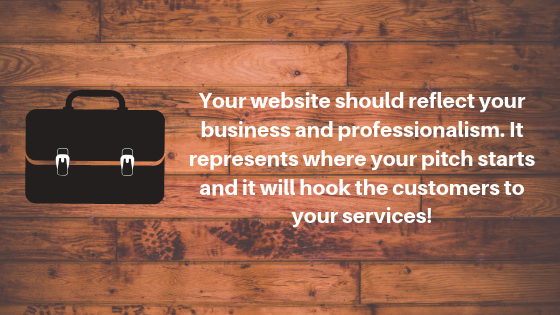 Your website should reflect your
business and professionalism. It
represents where your pitch starts
and it will hook the customers to
your services!